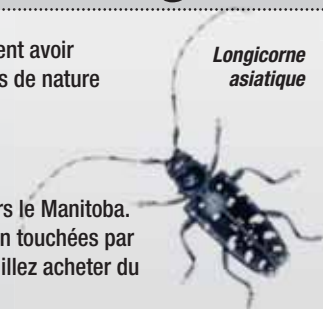 ent avoir
s de nature
Longicorne
asiatique
rs le Manitoba.
n touchées par
illez acheter du